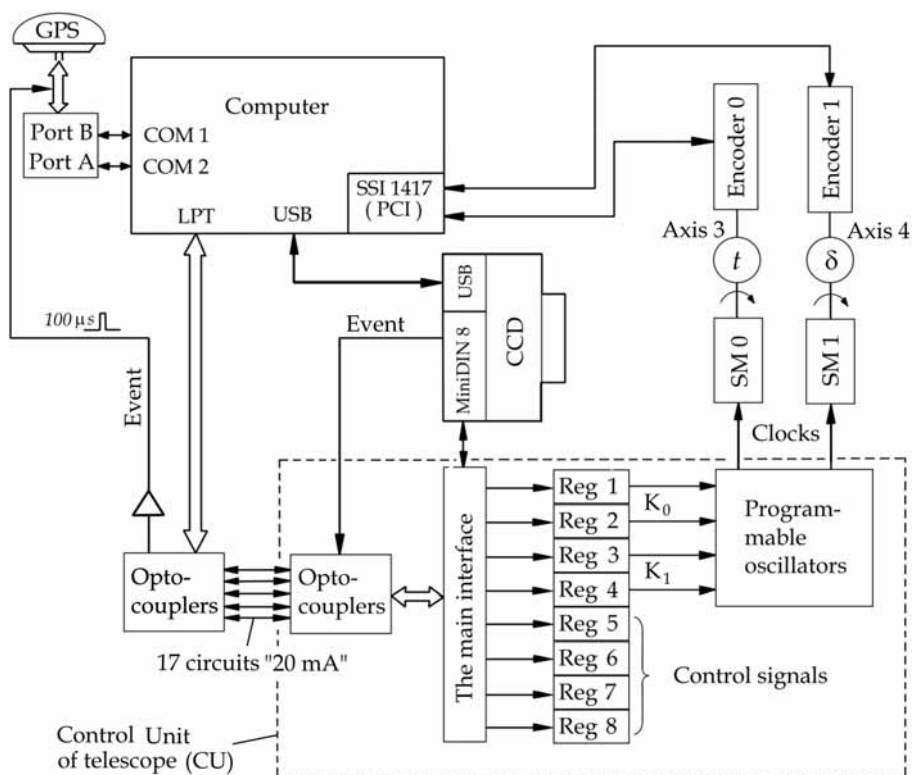 GPS
Computer
Port B
Port A
COM 1
COM 2
LPT
USB
SSI 1417
( PCI )
Encoder 0
Encoder 1
Axis 3
Axis 4
t
δ
SM 0
SM 1
Clocks
100 μs
Event
Event
USB
MiniDIN 8
CCD
Opto-
couplers
Opto-
couplers
17 circuits "20 mA"
The main interface
Reg 1
Reg 2
Reg 3
Reg 4
Reg 5
Reg 6
Reg 7
Reg 8
K0
K1
Program-
mable
oscillators
Control signals
Control Unit
of telescope (CU)